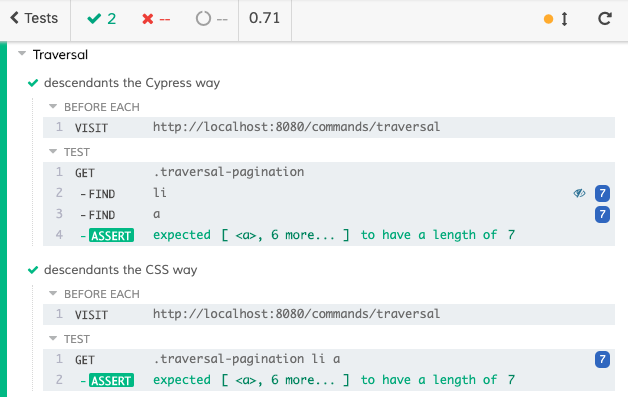 Tests 2 -- -- 0.71
Traversal
descendants the Cypress way
BEFORE EACH
1 VISIT http://localhost:8080/commands/traversal
TEST
1 GET .traversal-pagination
2 -FIND li 7
3 -FIND a 7
4 -ASSERT expected [ <a>, 6 more... ] to have a length of 7
descendants the CSS way
BEFORE EACH
1 VISIT http://localhost:8080/commands/traversal
TEST
1 GET .traversal-pagination li a 7
2 -ASSERT expected [ <a>, 6 more... ] to have a length of 7